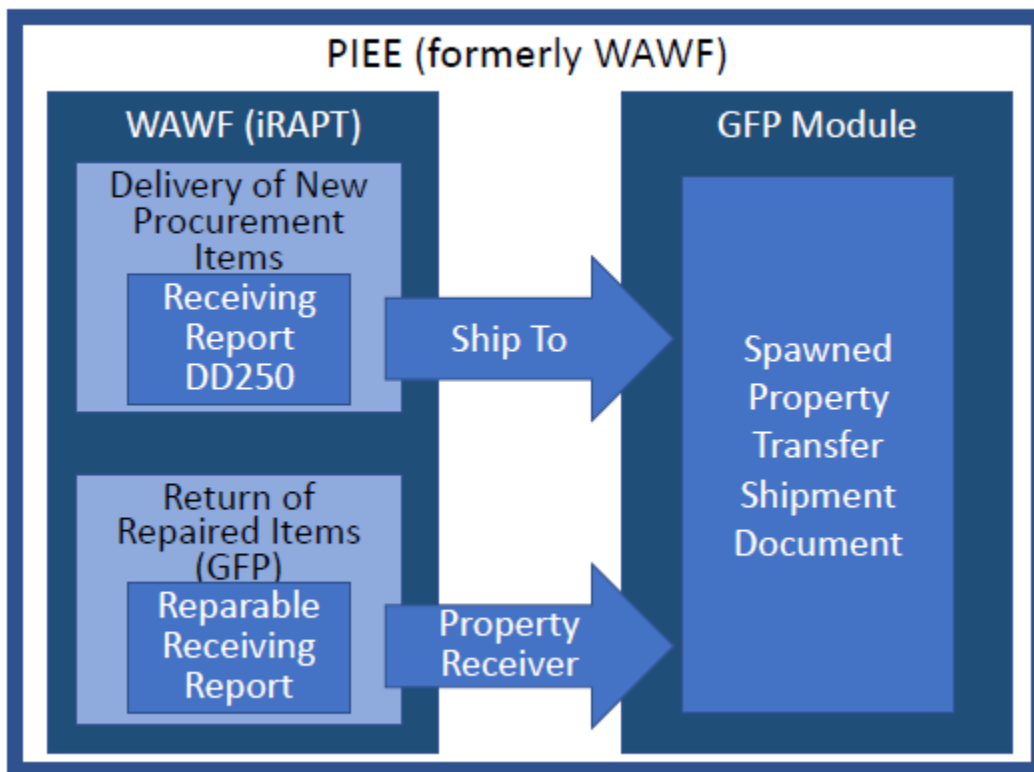 PIEE (formerly WAWF)
WAWF (iRAPT)
Delivery of New
Procurement
Items
Receiving
Report
DD250
Ship To
Return of
Repaired Items
(GFP)
Reparable
Receiving
Report
Property
Receiver
GFP Module
Spawned
Property
Transfer
Shipment
Document